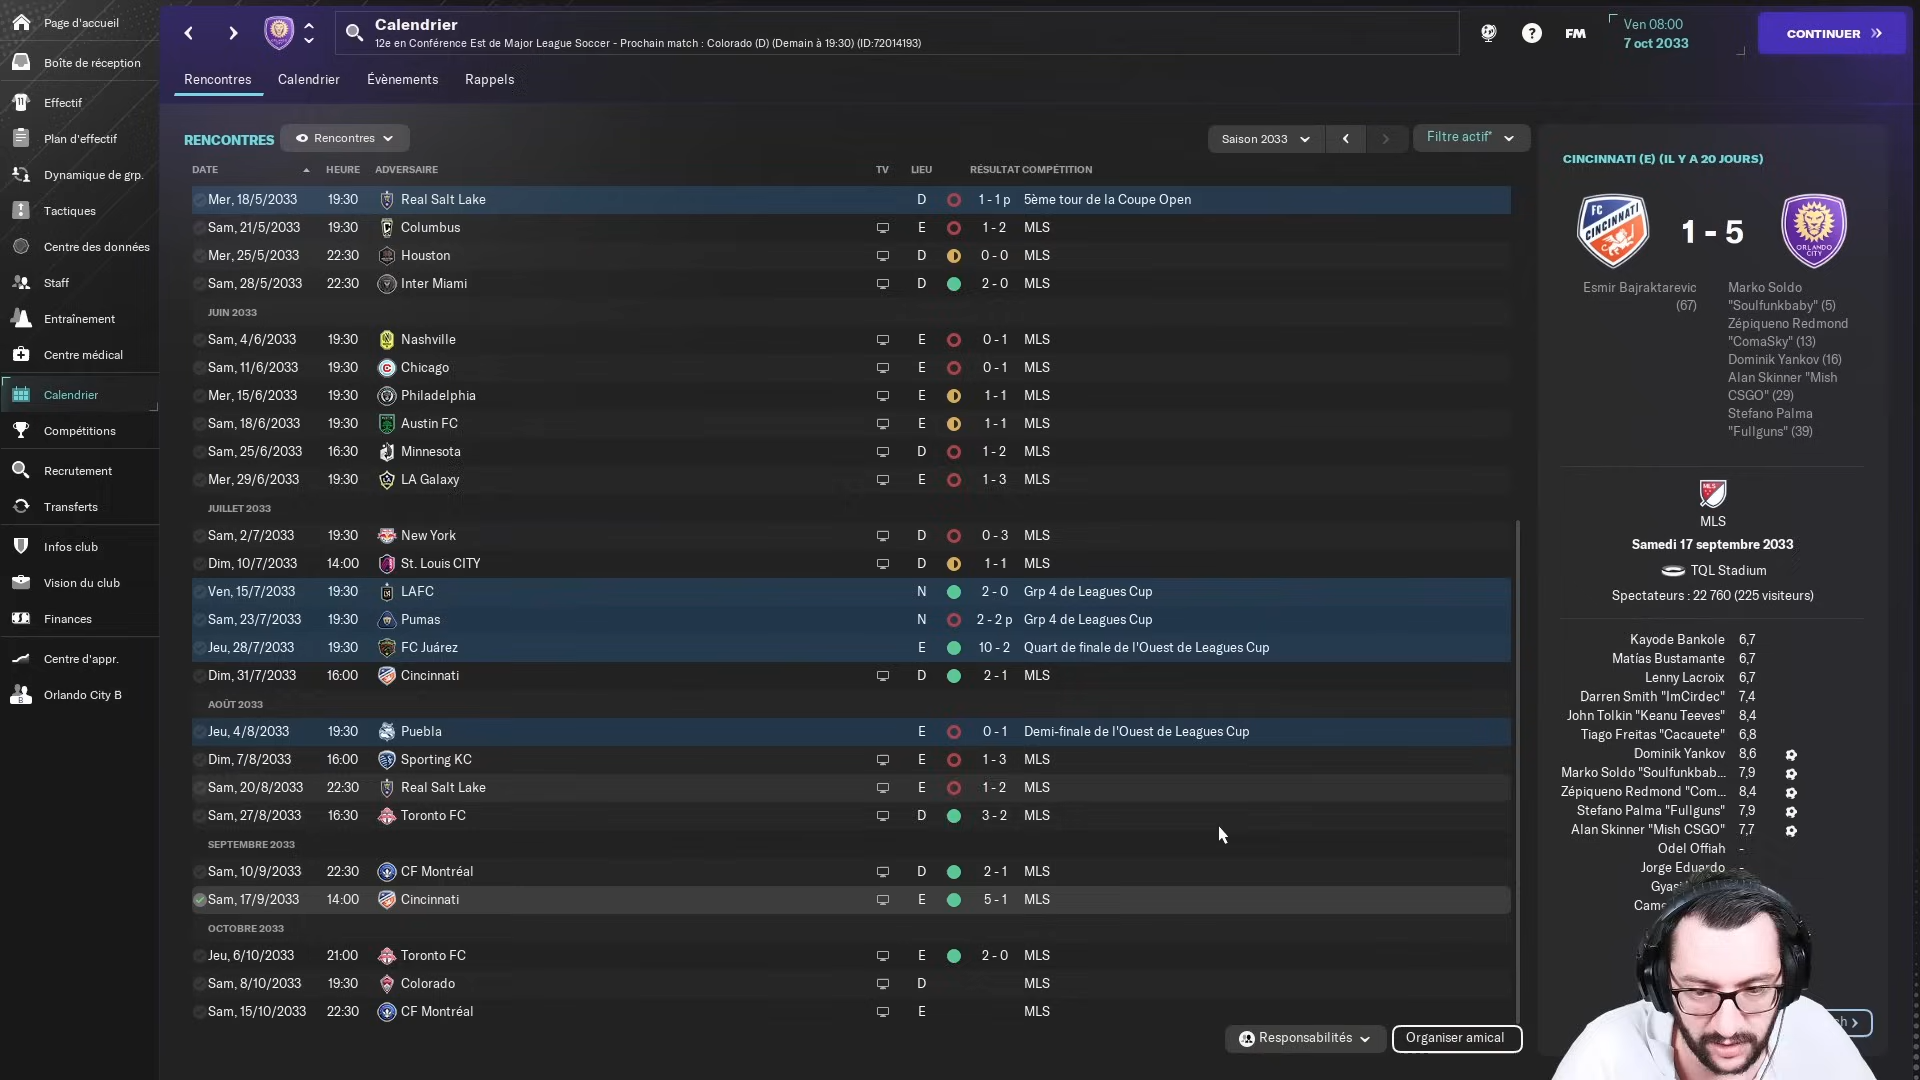 Page d'accueil
Boîte de réception
Effectif
Plan d'effectif
Dynamique de grp.
Tactiques
Centre des données
Staff
Entraînement
Centre médical
Calendrier
Compétitions
Recrutement
Transferts
Infos club
Vision du club
Finances
Centre d'appr.
Orlando City B
Calendrier
12e en Conférence Est de Major League Soccer - Prochain match : Colorado (D) (Demain à 19:30) (ID:72014193)
FM
Ven 08:00
7 oct 2033
CONTINUER
Rencontres Calendrier Évènements Rappels
RENCONTRES Rencontres Saison 2033 Filtre actif*
DATE HEURE ADVERSAIRE TV LIEU RÉSULTAT COMPÉTITION
Mer, 18/5/2033 19:30 Real Salt Lake D 1 - 1 p 5ème tour de la Coupe Open
Sam, 21/5/2033 19:30 Columbus E 1 - 2 MLS
Mer, 25/5/2033 22:30 Houston D 0 - 0 MLS
Sam, 28/5/2033 22:30 Inter Miami D 2 - 0 MLS
JUIN 2033
Sam, 4/6/2033 19:30 Nashville E 0 - 1 MLS
Sam, 11/6/2033 19:30 Chicago E 0 - 1 MLS
Mer, 15/6/2033 19:30 Philadelphia E 1 - 1 MLS
Sam, 18/6/2033 19:30 Austin FC E 1 - 1 MLS
Sam, 25/6/2033 16:30 Minnesota D 1 - 2 MLS
Mer, 29/6/2033 19:30 LA Galaxy E 1 - 3 MLS
JUILLET 2033
Sam, 2/7/2033 19:30 New York D 0 - 3 MLS
Dim, 10/7/2033 14:00 St. Louis CITY D 1 - 1 MLS
Ven, 15/7/2033 19:30 LAFC N 2 - 0 Grp 4 de Leagues Cup
Sam, 23/7/2033 19:30 Pumas N 2 - 2 p Grp 4 de Leagues Cup
Jeu, 28/7/2033 19:30 FC Juárez E 10 - 2 Quart de finale de l'Ouest de Leagues Cup
Dim, 31/7/2033 16:00 Cincinnati D 2 - 1 MLS
AOÛT 2033
Jeu, 4/8/2033 19:30 Puebla E 0 - 1 Demi-finale de l'Ouest de Leagues Cup
Dim, 7/8/2033 16:00 Sporting KC E 1 - 3 MLS
Sam, 20/8/2033 22:30 Real Salt Lake E 1 - 2 MLS
Sam, 27/8/2033 16:30 Toronto FC D 3 - 2 MLS
SEPTEMBRE 2033
Sam, 10/9/2033 22:30 CF Montréal D 2 - 1 MLS
Sam, 17/9/2033 14:00 Cincinnati E 5 - 1 MLS
OCTOBRE 2033
Jeu, 6/10/2033 21:00 Toronto FC E 2 - 0 MLS
Sam, 8/10/2033 19:30 Colorado D MLS
Sam, 15/10/2033 22:30 CF Montréal E MLS
Responsabilités Organiser amical
CINCINNATI (E) (IL Y A 20 JOURS)
FC CINCINNATI
1 - 5
ORLANDO CITY
Esmir Bajraktarevic
(67)
Marko Soldo
"Soulfunkbaby" (5)
Zépiqueno Redmond
"ComaSky" (13)
Dominik Yankov (16)
Alan Skinner "Mish
CSGO" (29)
Stefano Palma
"Fullguns" (39)
MLS
MLS
Samedi 17 septembre 2033
TQL Stadium
Spectateurs : 22 760 (225 visiteurs)
Kayode Bankole 6,7
Matías Bustamante 6,7
Lenny Lacroix 6,7
Darren Smith "ImCirdec" 7,4
John Tolkin "Keanu Teeves" 8,4
Tiago Freitas "Cacauete" 6,8
Dominik Yankov 8,6
Marko Soldo "Soulfunkbab... 7,9
Zépiqueno Redmond "Com... 8,4
Stefano Palma "Fullguns" 7,9
Alan Skinner "Mish CSGO" 7,7
Odel Offiah -
Jorge Eduardo -